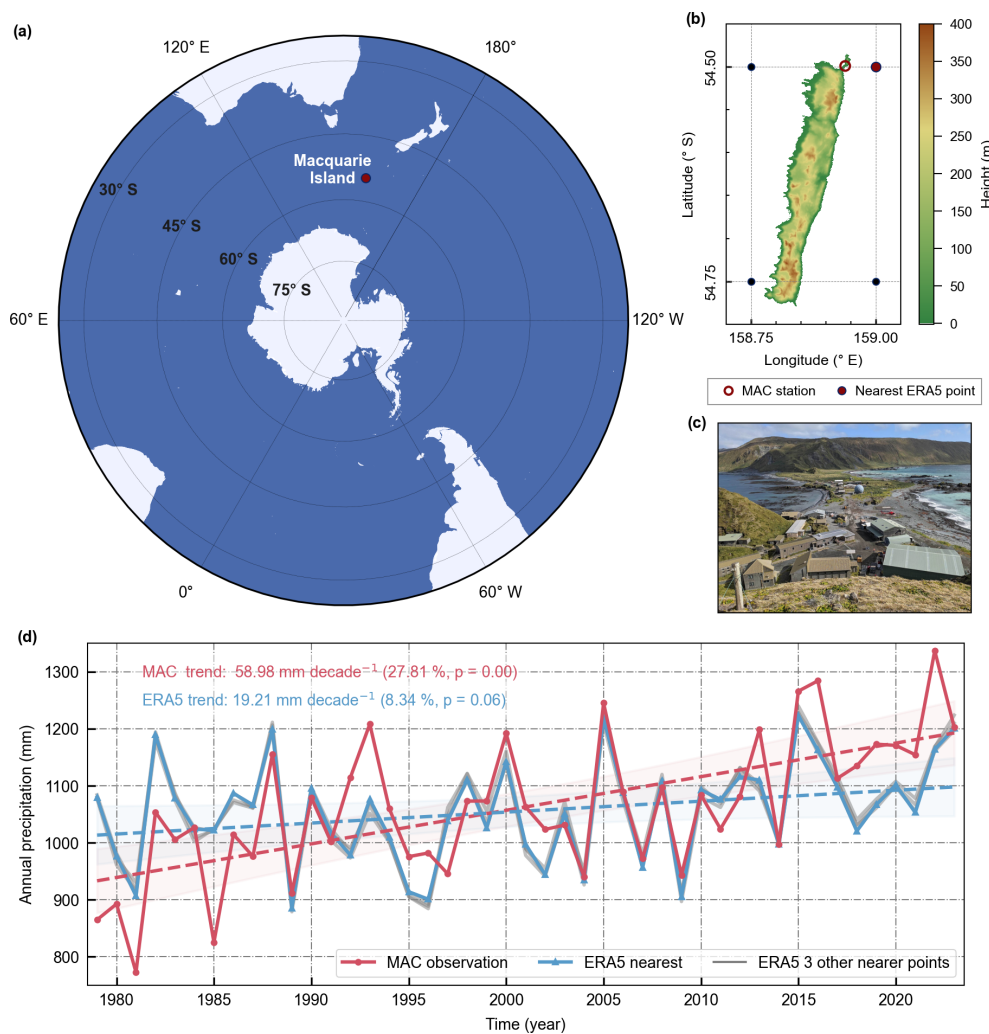 (a)
120° E
180°
Macquarie
Island
30° S
45° S
60° S
75° S
60° E
120° W
0°
60° W
(b)
54.50
54.75
Latitude (° S)
158.75
159.00
Longitude (° E)
400
350
300
250
200
150
100
50
0
Height (m)
MAC station
Nearest ERA5 point
(c)
(d)
MAC trend: 58.98 mm decade⁻¹ (27.81 %, p = 0.00)
ERA5 trend: 19.21 mm decade⁻¹ (8.34 %, p = 0.06)
1300
1200
1100
1000
900
800
Annual precipitation (mm)
MAC observation
ERA5 nearest
ERA5 3 other nearer points
1980
1985
1990
1995
2000
2005
2010
2015
2020
Time (year)